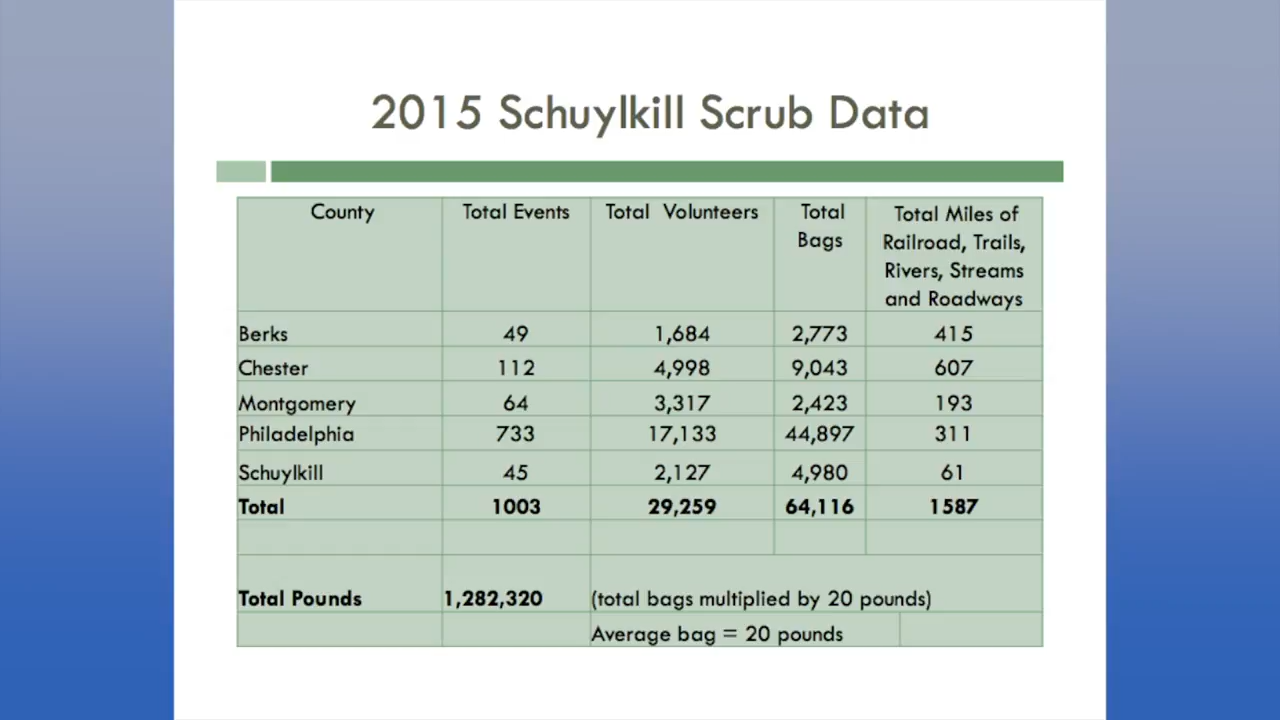 2015 Schuylkill Scrub Data
County Total Events Total Volunteers Total Bags Total Miles of Railroad, Trails, Rivers, Streams and Roadways
Berks 49 1,684 2,773 415
Chester 112 4,998 9,043 607
Montgomery 64 3,317 2,423 193
Philadelphia 733 17,133 44,897 311
Schuylkill 45 2,127 4,980 61
Total 1003 29,259 64,116 1587
Total Pounds 1,282,320 (total bags multiplied by 20 pounds)
Average bag = 20 pounds